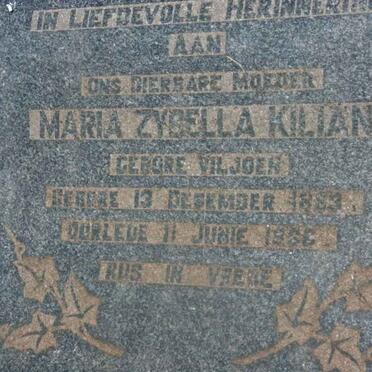 IN LIEFDEVOLLE HERINNERING
AAN
ONS DIERBARE MOEDER
MARIA ZYBELLA KILIAN
GEBORE VILJOEN
GEBORE 13 DESEMBER
OORLEDE 11 JUNIE
RUS IN VREDE